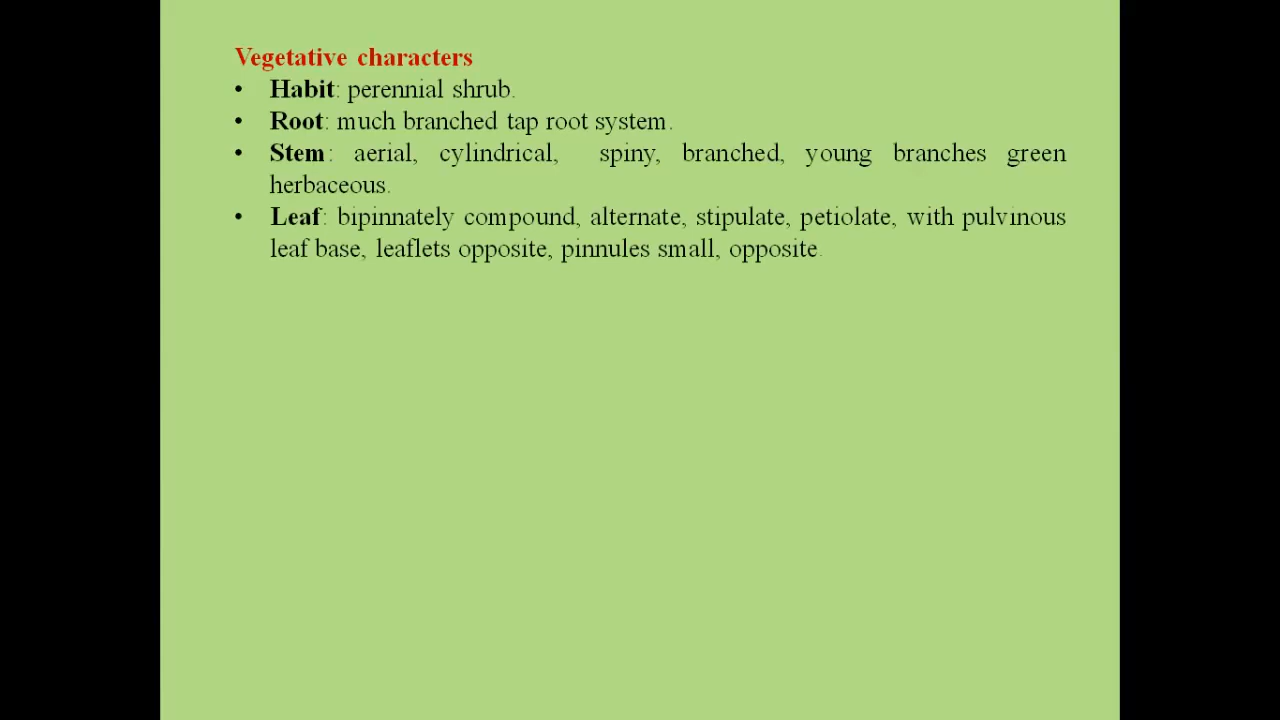 Vegetative characters
• Habit: perennial shrub.
• Root: much branched tap root system.
• Stem: aerial, cylindrical, spiny, branched, young branches green
herbaceous.
• Leaf: bipinnately compound, alternate, stipulate, petiolate, with pulvinous
leaf base, leaflets opposite, pinnules small, opposite.